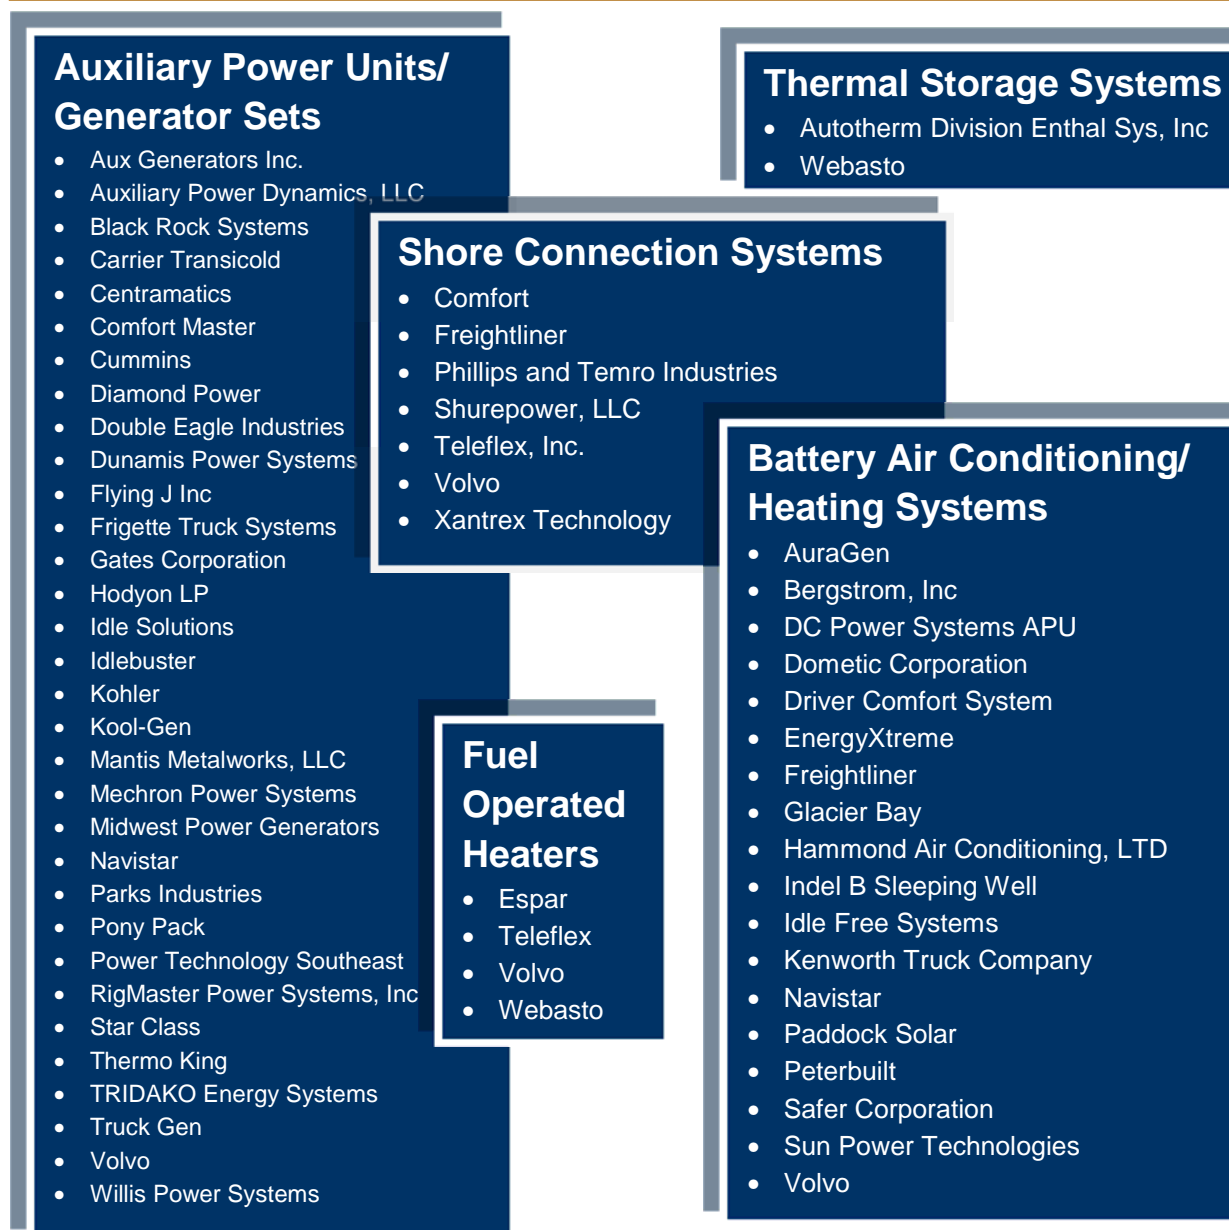 Auxiliary Power Units/
Generator Sets
• Aux Generators Inc.
• Auxiliary Power Dynamics, LLC
• Black Rock Systems
• Carrier Transicold
• Centramatics
• Comfort Master
• Cummins
• Diamond Power
• Double Eagle Industries
• Dunamis Power Systems
• Flying J Inc
• Frigette Truck Systems
• Gates Corporation
• Hodyon LP
• Idle Solutions
• Idlebuster
• Kohler
• Kool-Gen
• Mantis Metalworks, LLC
• Mechron Power Systems
• Midwest Power Generators
• Navistar
• Parks Industries
• Pony Pack
• Power Technology Southeast
• RigMaster Power Systems, Inc
• Star Class
• Thermo King
• TRIDAKO Energy Systems
• Truck Gen
• Volvo
• Willis Power Systems
Thermal Storage Systems
• Autotherm Division Enthal Sys, Inc
• Webasto
Shore Connection Systems
• Comfort
• Freightliner
• Phillips and Temro Industries
• Shurepower, LLC
• Teleflex, Inc.
• Volvo
• Xantrex Technology
Fuel
Operated
Heaters
• Espar
• Teleflex
• Volvo
• Webasto
Battery Air Conditioning/
Heating Systems
• AuraGen
• Bergstrom, Inc
• DC Power Systems APU
• Dometic Corporation
• Driver Comfort System
• EnergyXtreme
• Freightliner
• Glacier Bay
• Hammond Air Conditioning, LTD
• Indel B Sleeping Well
• Idle Free Systems
• Kenworth Truck Company
• Navistar
• Paddock Solar
• Peterbuilt
• Safer Corporation
• Sun Power Technologies
• Volvo